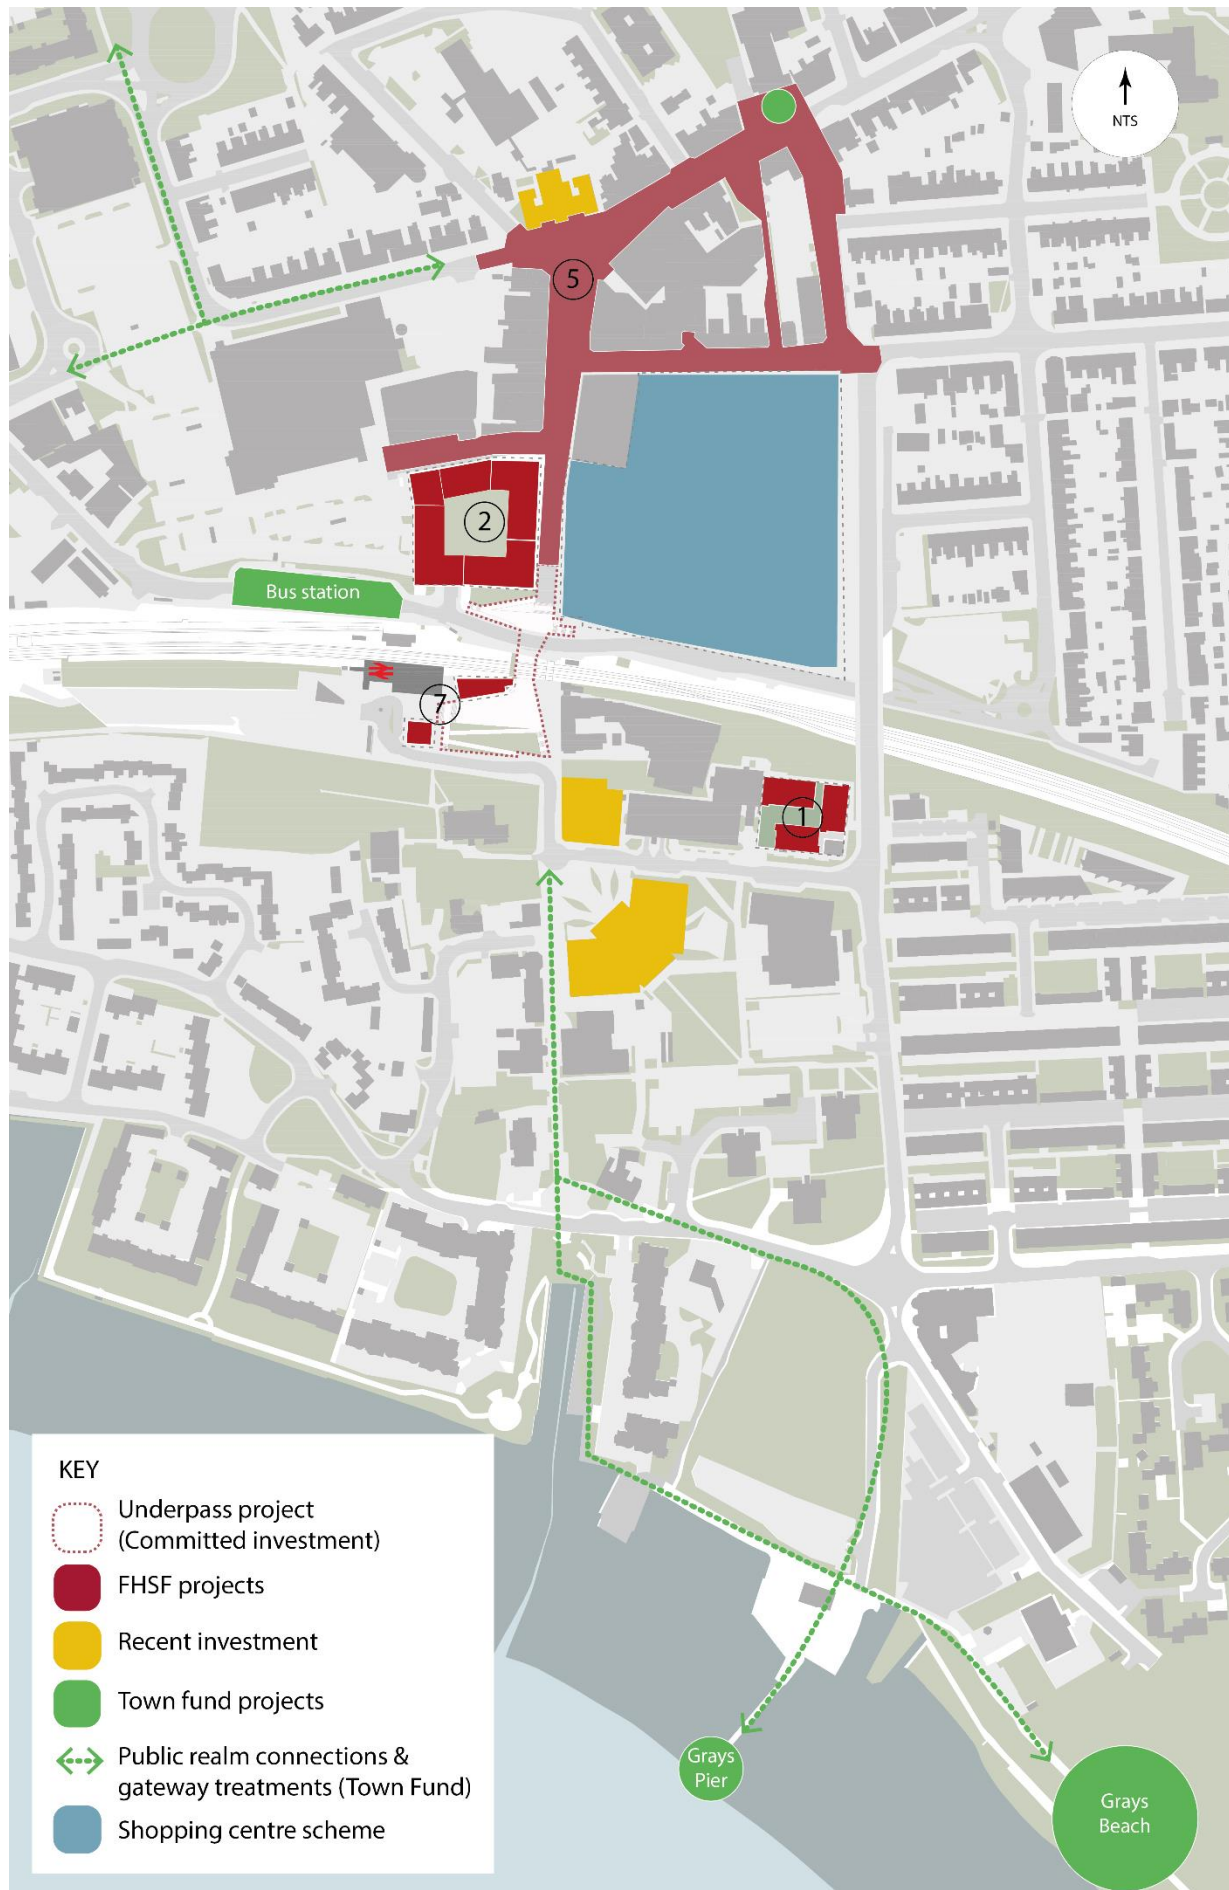 NTS
5
2
Bus station
7
1
KEY
Underpass project
(Committed investment)
FHSF projects
Recent investment
Town fund projects
Public realm connections &
gateway treatments (Town Fund)
Shopping centre scheme
Grays
Pier
Grays
Beach